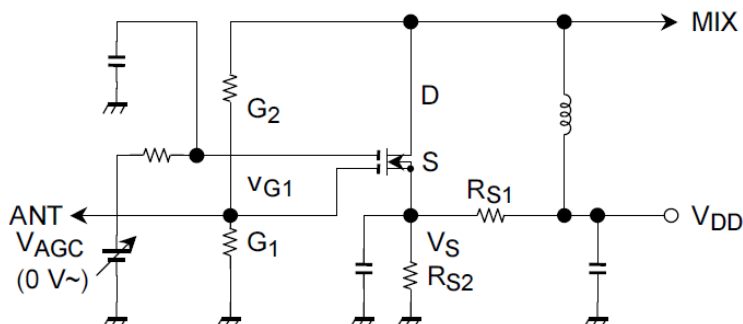 MIX
D
G2
S
VG1
RS1
ANT
VDD
VAGC
(0 V~)
G1
VS
RS2